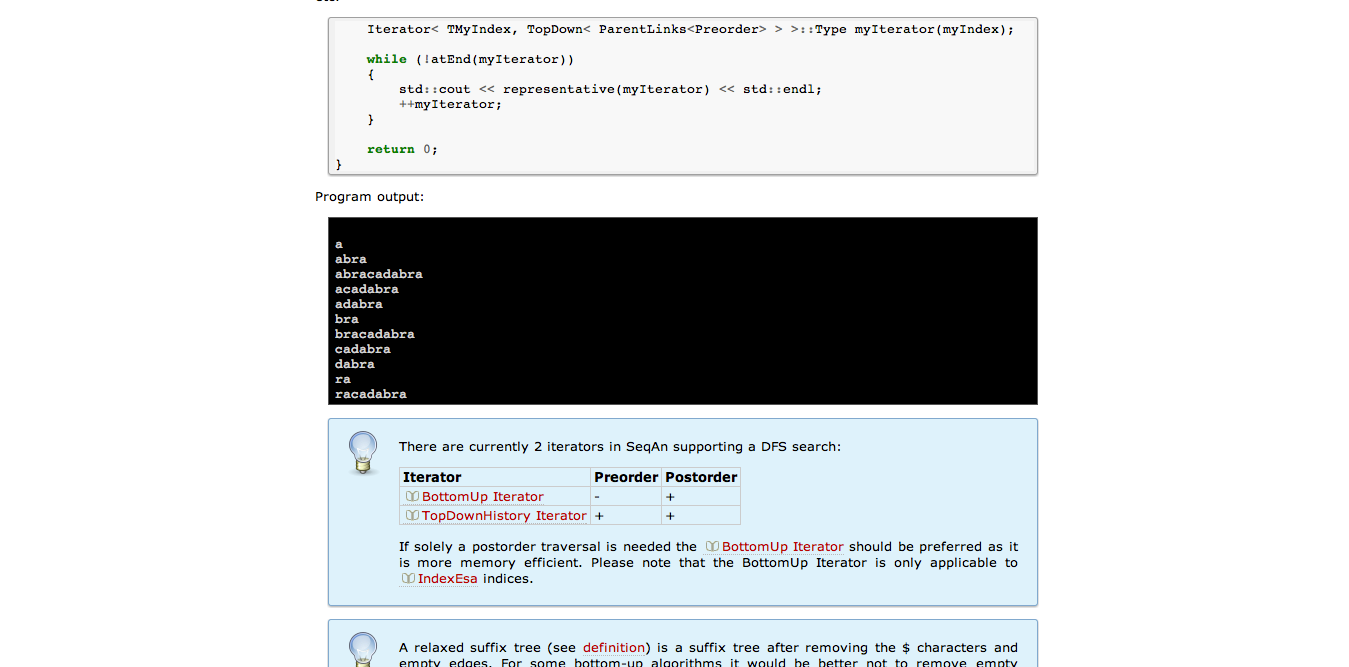 Iterator< TMyIndex, TopDown< ParentLinks<Preorder> > >::Type myIterator(myIndex);
while (!atEnd(myIterator))
{
std::cout << representative(myIterator) << std::endl;
++myIterator;
}
return 0;
}
Program output:
a
abra
abracadabra
acadabra
adabra
bra
bracadabra
cadabra
dabra
ra
racadabra
There are currently 2 iterators in SeqAn supporting a DFS search:
Iterator Preorder Postorder
BottomUp Iterator - +
TopDownHistory Iterator + +
If solely a postorder traversal is needed the BottomUp Iterator should be preferred as it
is more memory efficient. Please note that the BottomUp Iterator is only applicable to
IndexEsa indices.
A relaxed suffix tree (see definition) is a suffix tree after removing the $ characters and
empty edges. For some bottom-up algorithms it would be better not to remove empty